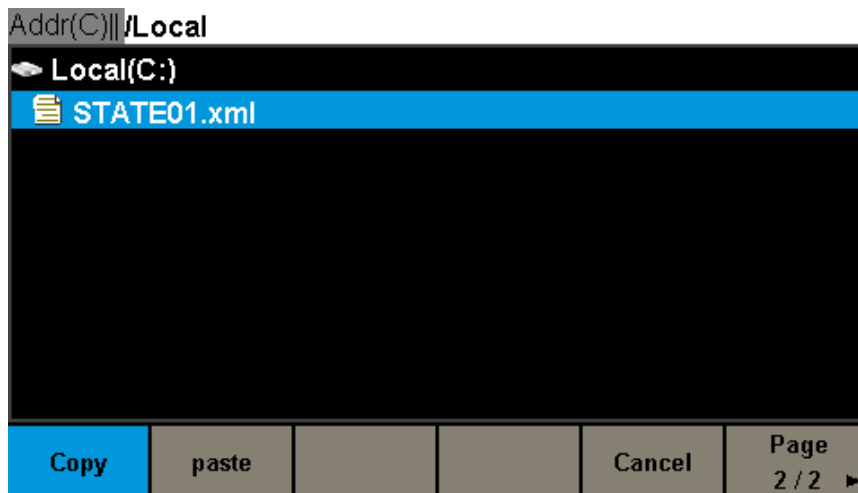 Addr(C)|| /Local
Local(C:)
STATE01.xml
Copy paste Cancel Page
2 / 2 ►